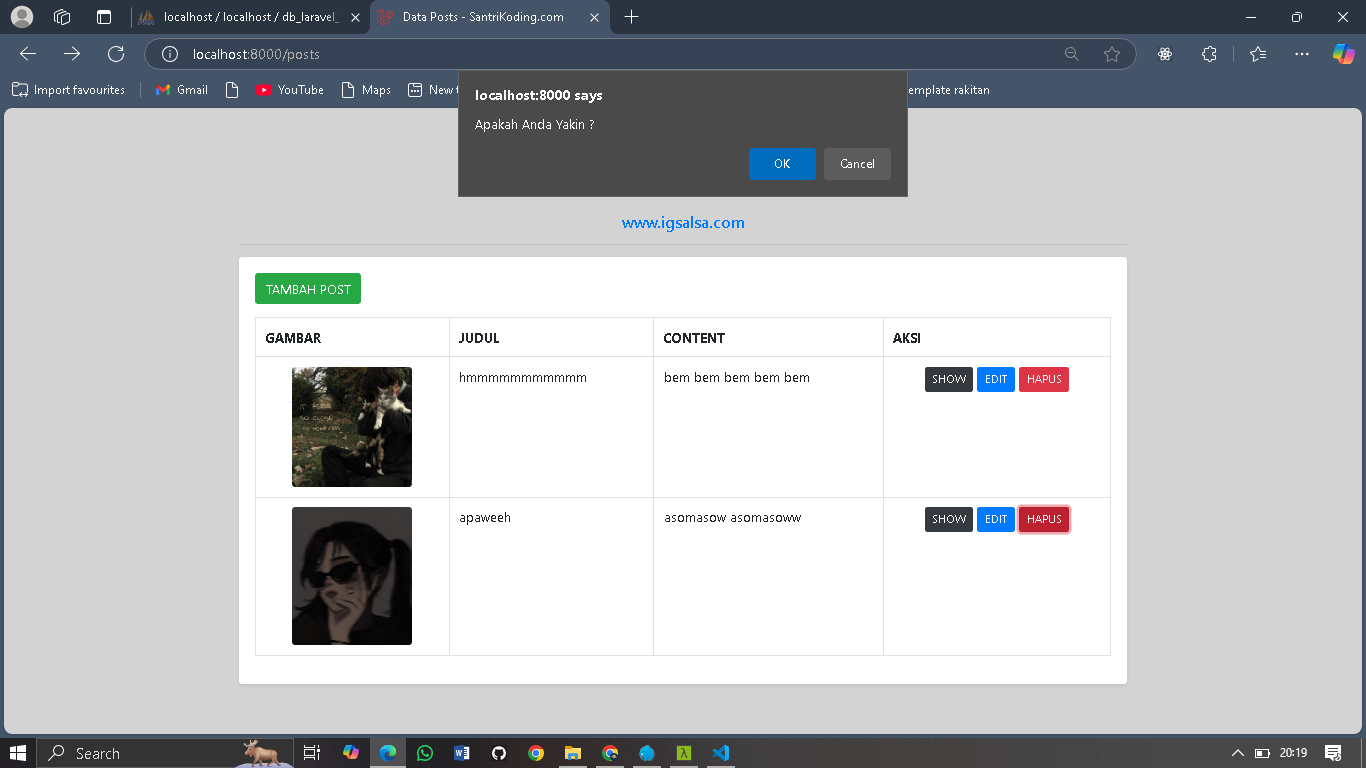 localhost / localhost / db_laravel_
Data Posts - SantriKoding.com
localhost:8000/posts
Import favourites
Gmail
YouTube
Maps
New
emplate rakitan
localhost:8000 says
Apakah Anda Yakin ?
OK
Cancel
www.igsalsa.com
TAMBAH POST
GAMBAR JUDUL CONTENT AKSI
hmmmmmmmmmmm bem bem bem bem bem SHOW EDIT HAPUS
apaweeh asomasow asomasoww SHOW EDIT HAPUS
Search
20:19